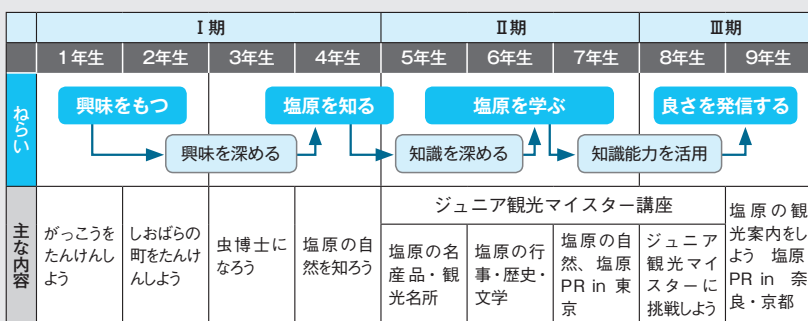 Ⅰ期 Ⅱ期 Ⅲ期
1年生 2年生 3年生 4年生 5年生 6年生 7年生 8年生 9年生
ねらい
興味をもつ 塩原を知る 塩原を学ぶ 良さを発信する
興味を深める 知識を深める 知識能力を活用
主な内容
がっこうを
たんけんし
よう
しおばらの
町をたんけ
んしよう
虫博士に
なろう
塩原の自
然を知ろう
ジュニア観光マイスター講座
塩原の名
産品・観
光名所
塩原の行
事・歴史・
文学
塩原の自
然、塩原
PR in 東
京
ジュニア
観光マイ
スターに
挑戦しよう
塩原の観
光案内をし
よう 塩原
PR in 奈
良・京都